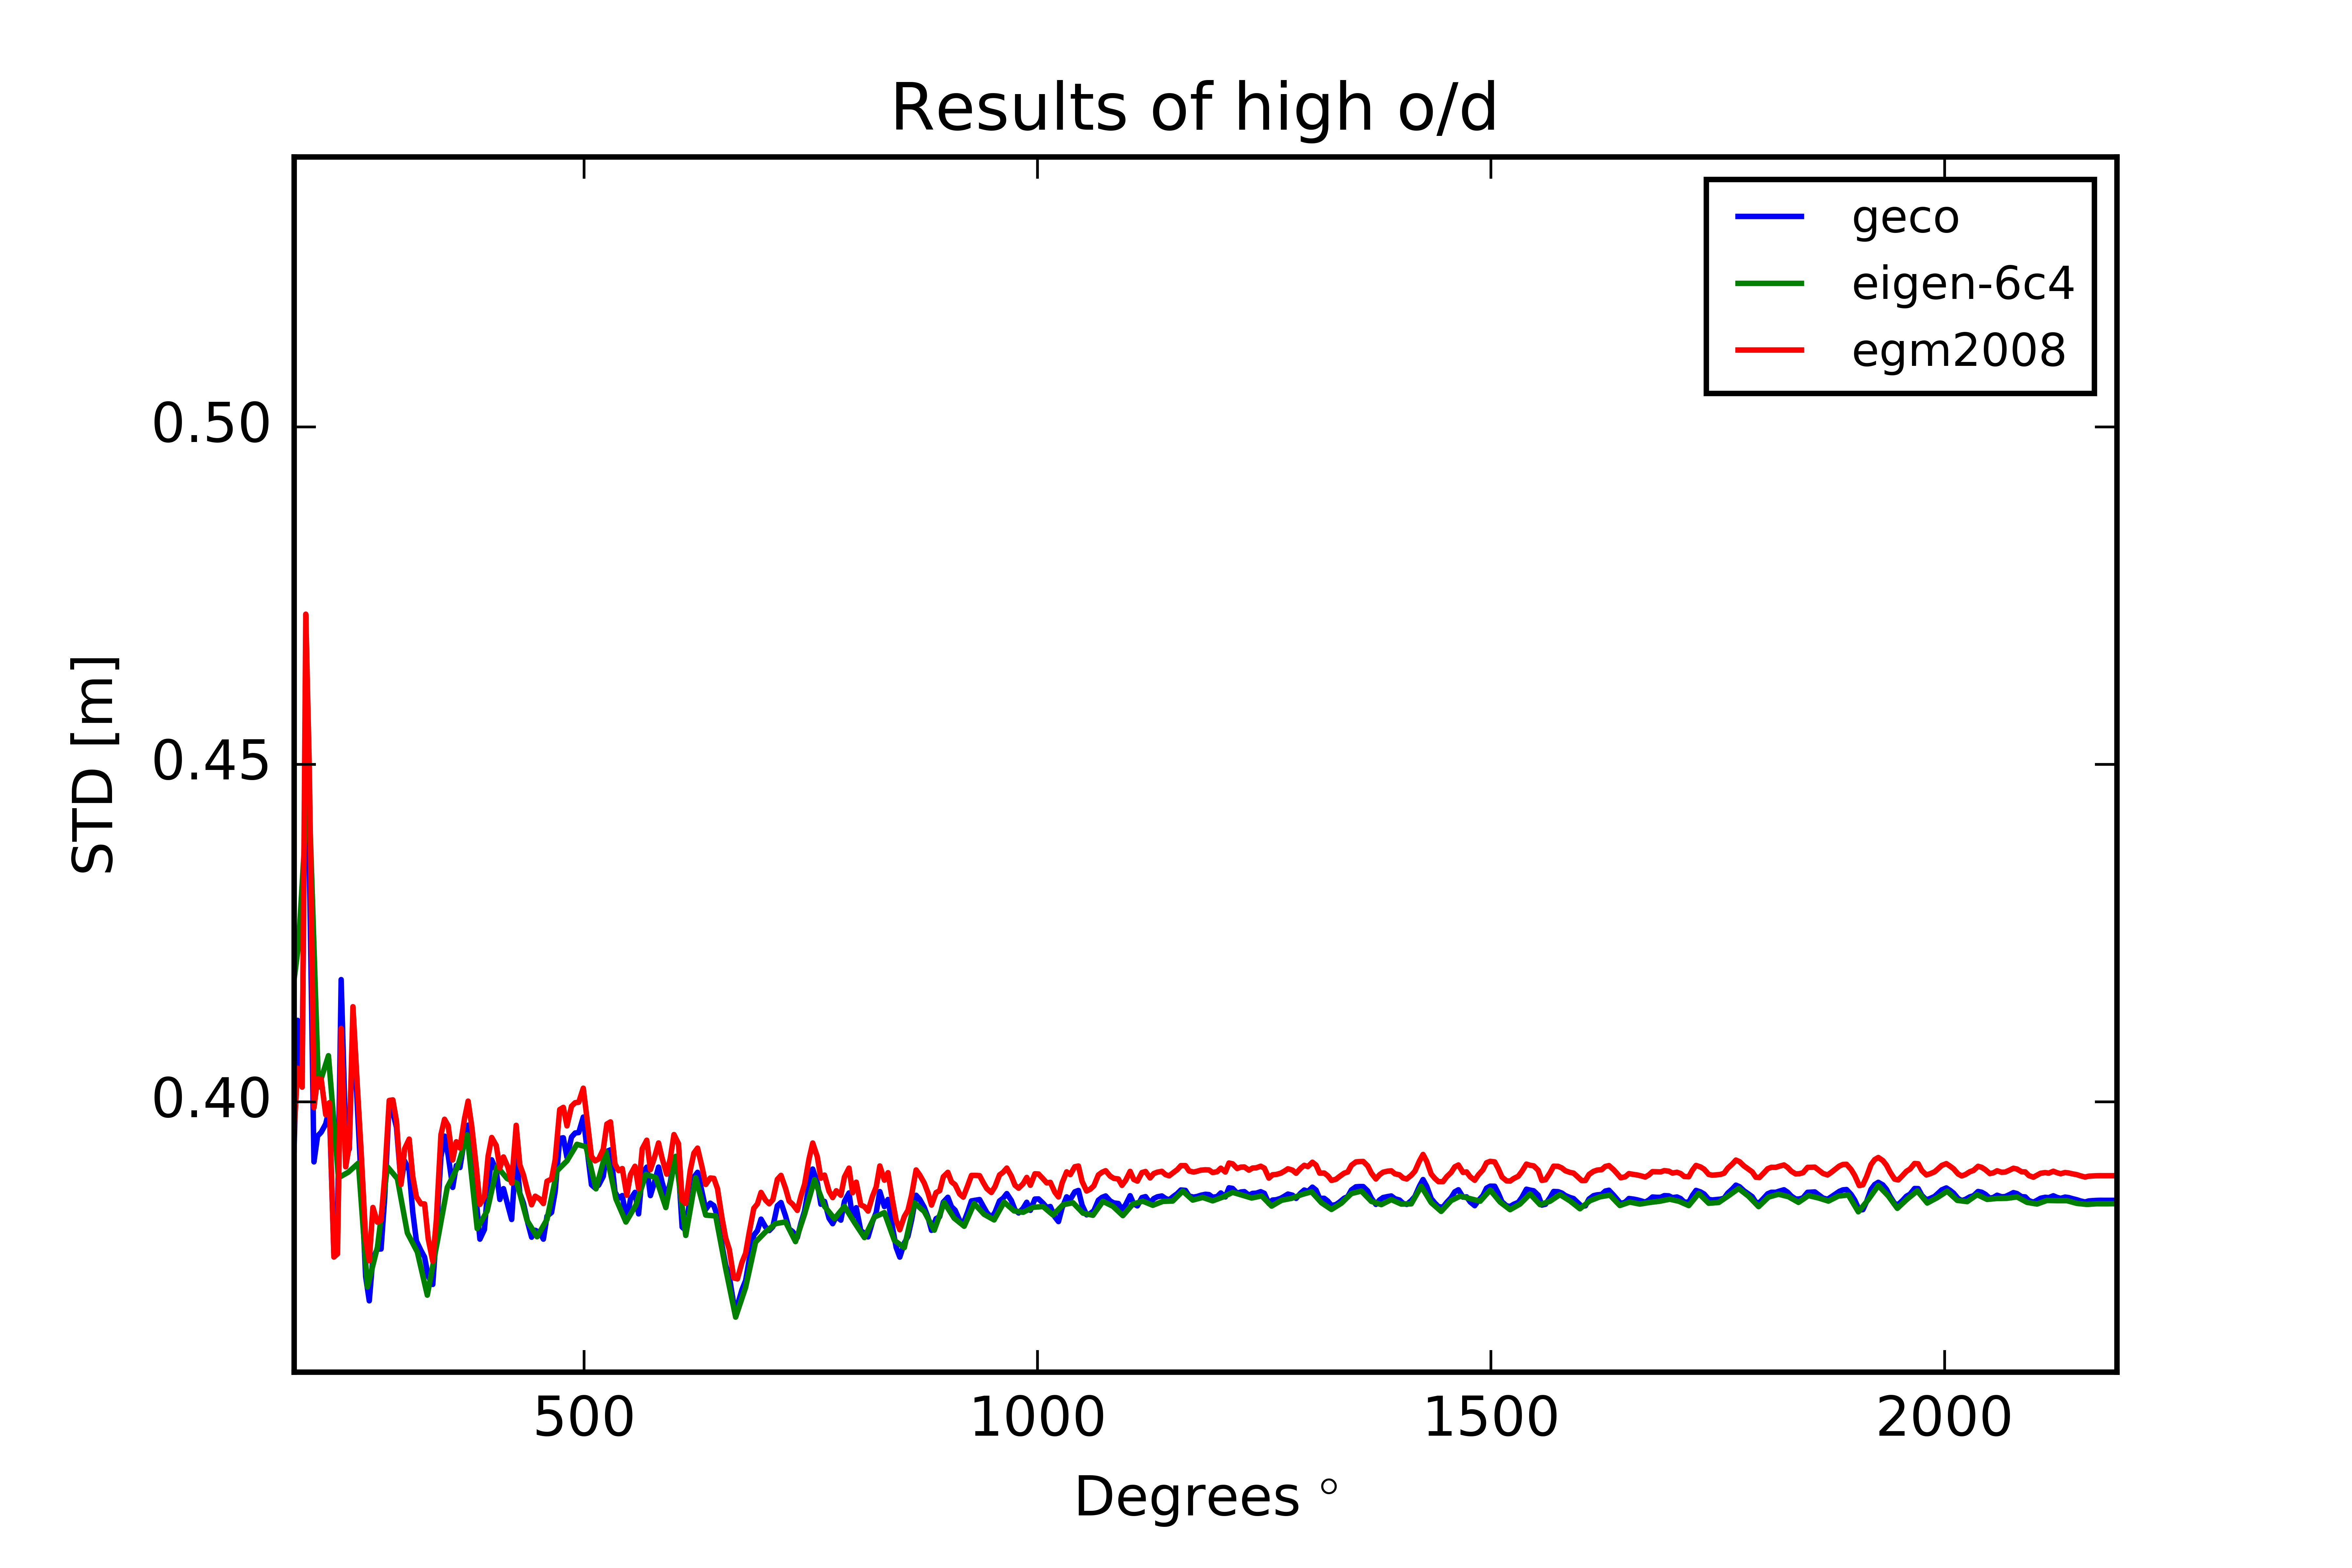 Results of high o/d
geco
eigen-6c4
egm2008
0.50
0.45
0.40
STD [m]
500 1000 1500 2000
Degrees °